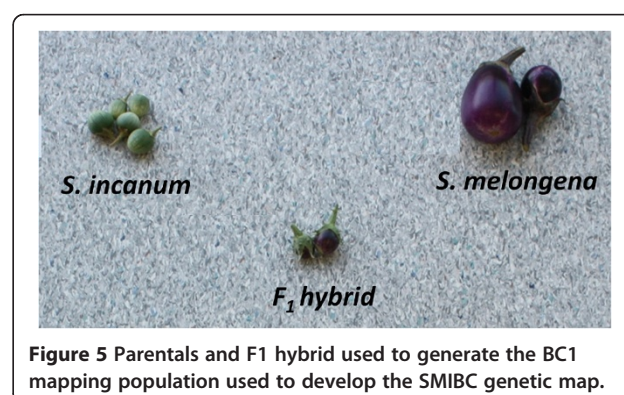 S. incanum
S. melongena
F₁ hybrid
Figure 5 Parentals and F1 hybrid used to generate the BC1
mapping population used to develop the SMIBC genetic map.